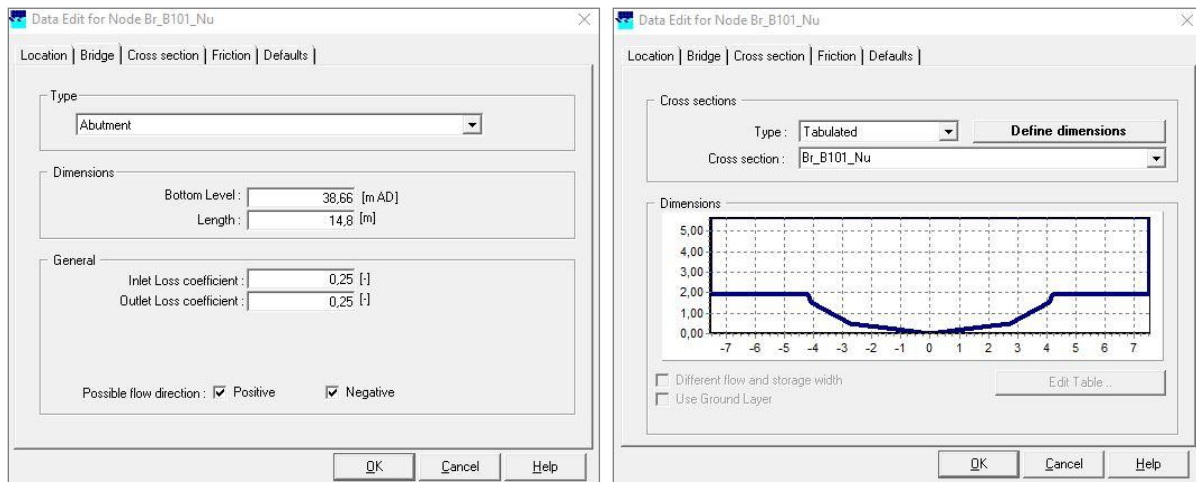 Data Edit for Node Br_B101_Nu
Location | Bridge | Cross section | Friction | Defaults |
Type
Abutment
Dimensions
Bottom Level : 38,66 [m AD]
Length : 14,8 [m]
General
Inlet Loss coefficient : 0,25 [-]
Outlet Loss coefficient : 0,25 [-]
Possible flow direction : Positive Negative
OK Cancel Help
Data Edit for Node Br_B101_Nu
Location | Bridge | Cross section | Friction | Defaults |
Cross sections
Type : Tabulated Define dimensions
Cross section : Br_B101_Nu
Dimensions
5,00
4,00
3,00
2,00
1,00
0,00
-7 -6 -5 -4 -3 -2 -1 0 1 2 3 4 5 6 7
Different flow and storage width Edit Table ..
Use Ground Layer
OK Cancel Help